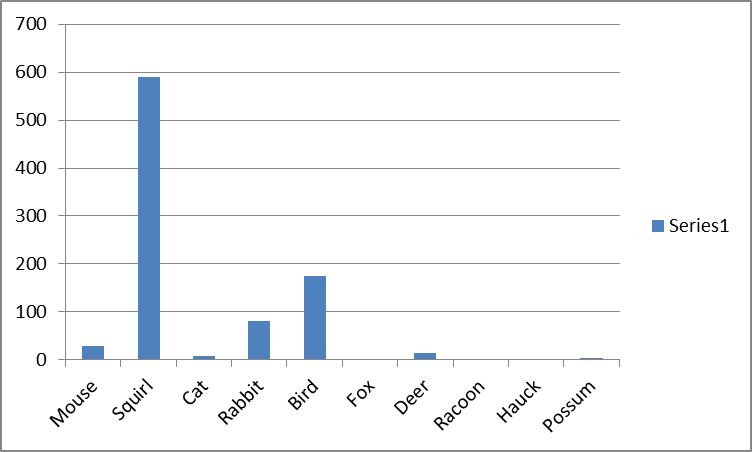 700
600
500
400
300
200
100
0
Mouse
Squirl
Cat
Rabbit
Bird
Fox
Deer
Racoon
Hauck
Possum
Series1